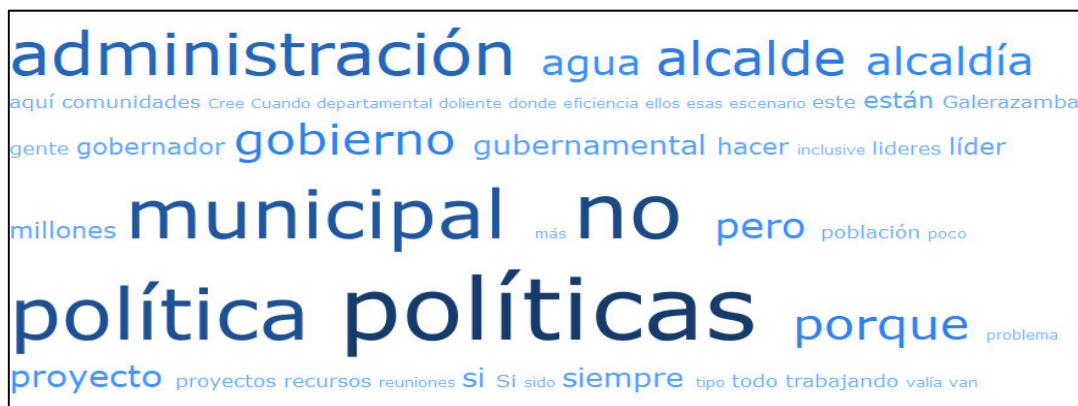 administración agua alcalde alcaldía
aquí comunidades Cree Cuando departamental doliente donde eficiencia ellos esas escenario este están Galerazamba
gente gobernador gobierno gubernamental hacer inclusive lideres líder
millones municipal más no pero población poco
política políticas porque problema
proyecto proyectos recursos reuniones si Si sido siempre tipo todo trabajando valía van